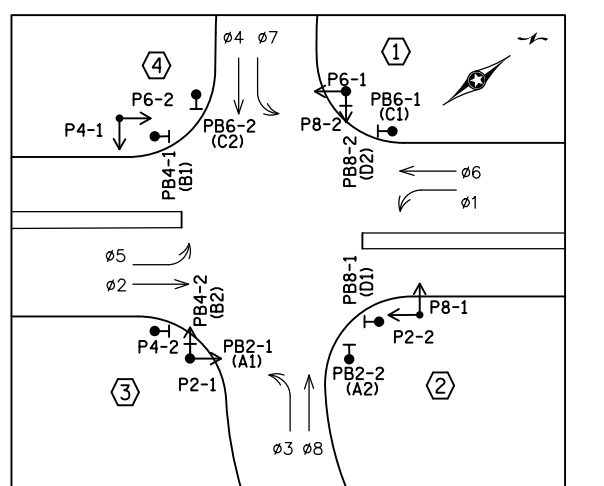 ø4 ø7
4
1
P6-2
P4-1
PB6-2
(C2)
PB4-1
(B1)
P6-1
P8-2
PB6-1
(C1)
PB8-2
(D2)
ø6
ø1
ø5
ø2
PB4-2
(B2)
PB8-1
(D1)
P4-2
PB2-1
(A1)
P2-1
P8-1
P2-2
PB2-2
(A2)
3
2
ø3 ø8